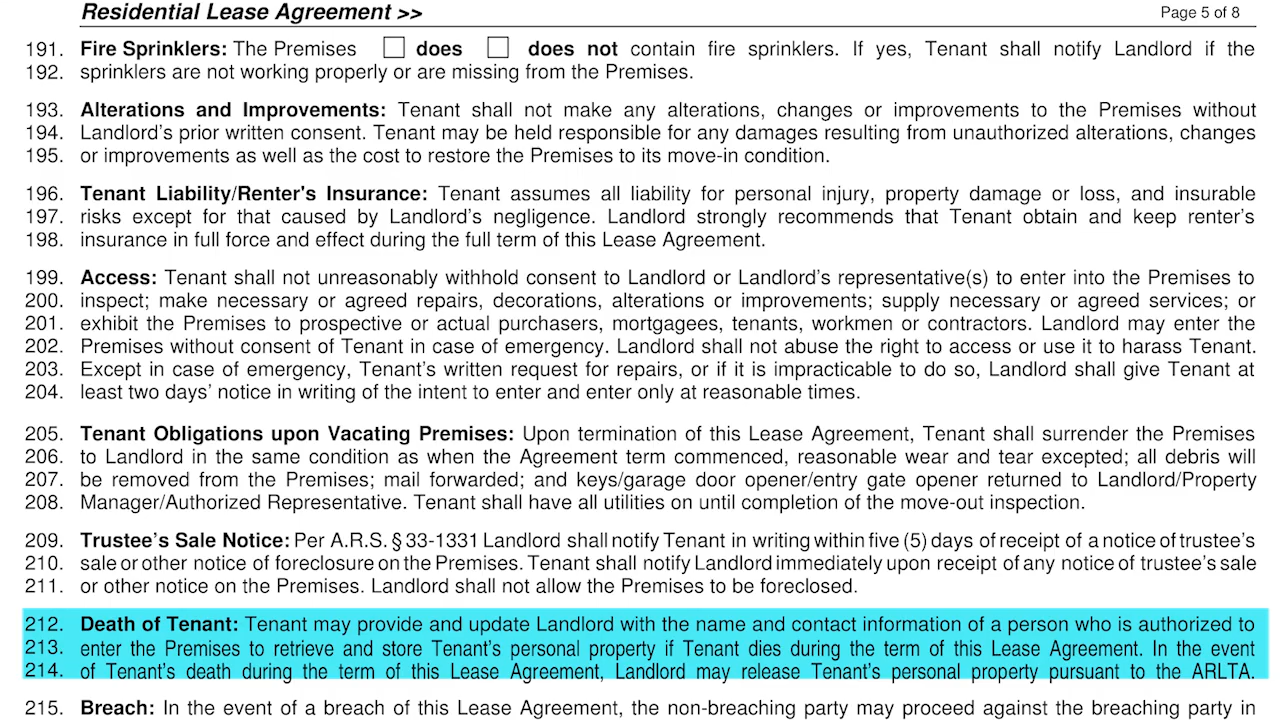 Residential Lease Agreement >>
Page 5 of 8
191. Fire Sprinklers: The Premises ☐ does ☐ does not contain fire sprinklers. If yes, Tenant shall notify Landlord if the
192. sprinklers are not working properly or are missing from the Premises.
193. Alterations and Improvements: Tenant shall not make any alterations, changes or improvements to the Premises without
194. Landlord's prior written consent. Tenant may be held responsible for any damages resulting from unauthorized alterations, changes
195. or improvements as well as the cost to restore the Premises to its move-in condition.
196. Tenant Liability/Renter's Insurance: Tenant assumes all liability for personal injury, property damage or loss, and insurable
197. risks except for that caused by Landlord's negligence. Landlord strongly recommends that Tenant obtain and keep renter's
198. insurance in full force and effect during the full term of this Lease Agreement.
199. Access: Tenant shall not unreasonably withhold consent to Landlord or Landlord's representative(s) to enter into the Premises to
200. inspect; make necessary or agreed repairs, decorations, alterations or improvements; supply necessary or agreed services; or
201. exhibit the Premises to prospective or actual purchasers, mortgagees, tenants, workmen or contractors. Landlord may enter the
202. Premises without consent of Tenant in case of emergency. Landlord shall not abuse the right to access or use it to harass Tenant.
203. Except in case of emergency, Tenant's written request for repairs, or if it is impracticable to do so, Landlord shall give Tenant at
204. least two days' notice in writing of the intent to enter and enter only at reasonable times.
205. Tenant Obligations upon Vacating Premises: Upon termination of this Lease Agreement, Tenant shall surrender the Premises
206. to Landlord in the same condition as when the Agreement term commenced, reasonable wear and tear excepted; all debris will
207. be removed from the Premises; mail forwarded; and keys/garage door opener/entry gate opener returned to Landlord/Property
208. Manager/Authorized Representative. Tenant shall have all utilities on until completion of the move-out inspection.
209. Trustee's Sale Notice: Per A.R.S. § 33-1331 Landlord shall notify Tenant in writing within five (5) days of receipt of a notice of trustee's
210. sale or other notice of foreclosure on the Premises. Tenant shall notify Landlord immediately upon receipt of any notice of trustee's sale
211. or other notice on the Premises. Landlord shall not allow the Premises to be foreclosed.
212. Death of Tenant: Tenant may provide and update Landlord with the name and contact information of a person who is authorized to
213. enter the Premises to retrieve and store Tenant's personal property if Tenant dies during the term of this Lease Agreement. In the event
214. of Tenant's death during the term of this Lease Agreement, Landlord may release Tenant's personal property pursuant to the ARLTA.
215. Breach: In the event of a breach of this Lease Agreement, the non-breaching party may proceed against the breaching party in